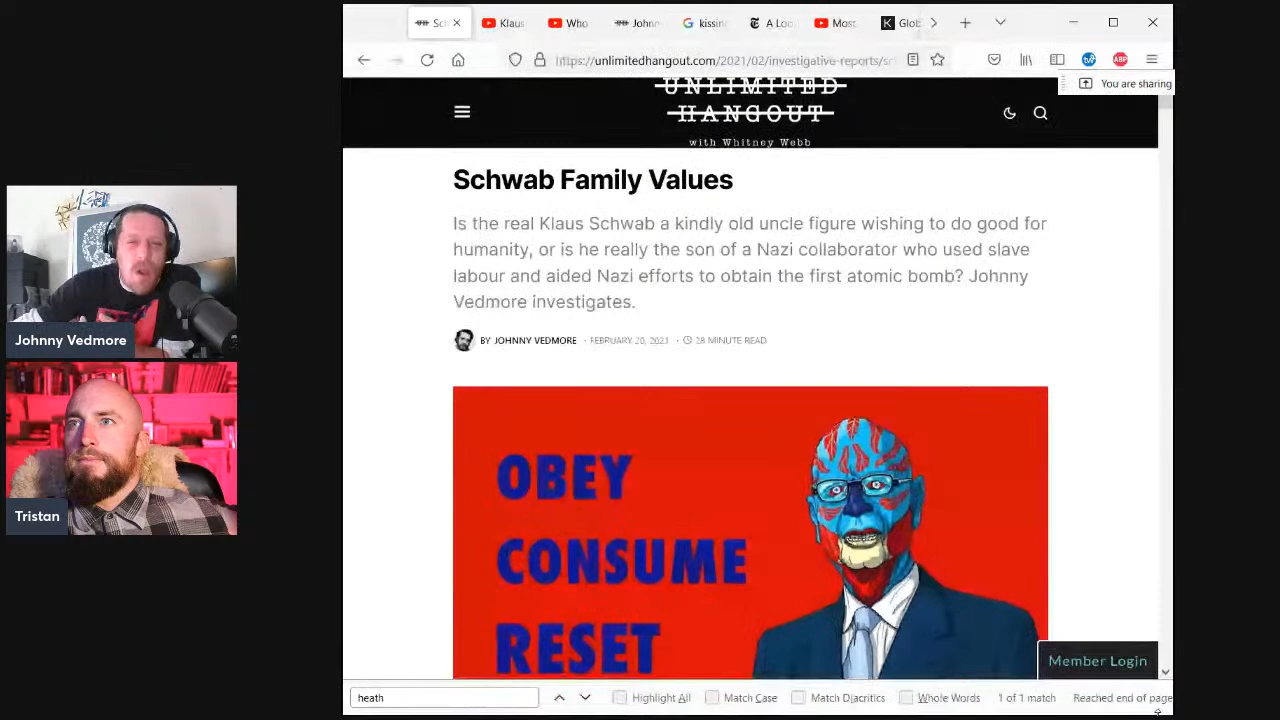 Sch
Klaus
Who
Johnn
kissin
A Loo
Most
Glob
https://unlimitedhangout.com/2021/02/investigative-reports/sc
You are sharing
UNLIMITED
HANGOUT
with Whitney Webb
Schwab Family Values
Is the real Klaus Schwab a kindly old uncle figure wishing to do good for
humanity, or is he really the son of a Nazi collaborator who used slave
labour and aided Nazi efforts to obtain the first atomic bomb? Johnny
Vedmore investigates.
BY JOHNNY VEDMORE · FEBRUARY 20, 2021 · 28 MINUTE READ
OBEY
CONSUME
RESET
Member Login
heath
Highlight All
Match Case
Match Diacritics
Whole Words
1 of 1 match
Reached end of page
Johnny Vedmore
Tristan